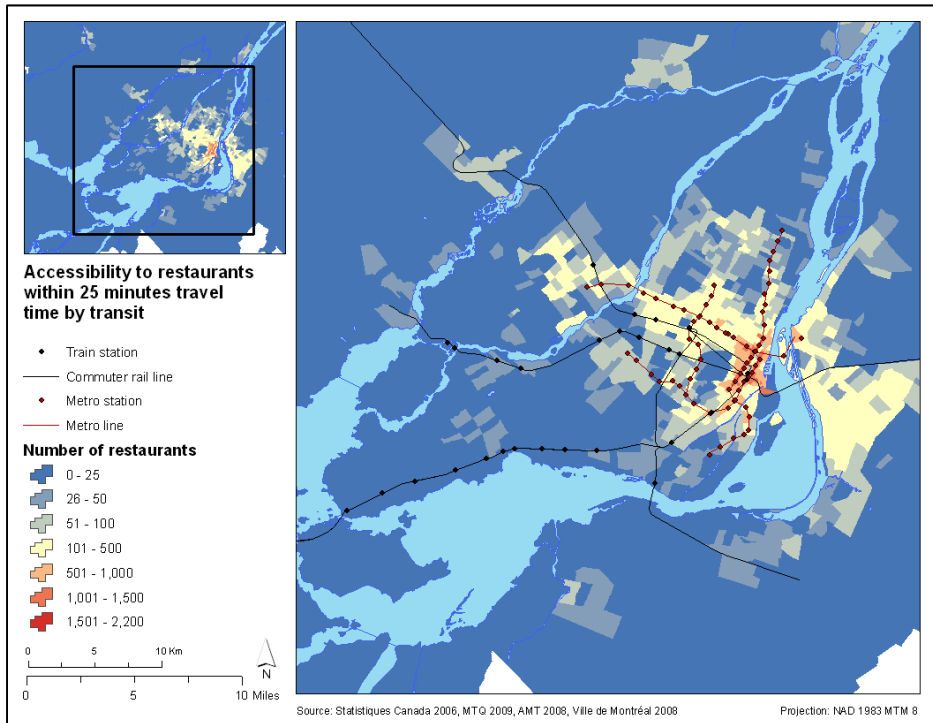 Accessibility to restaurants
within 25 minutes travel
time by transit
Train station
Commuter rail line
Metro station
Metro line
Number of restaurants
0 - 25
26 - 50
51 - 100
101 - 500
501 - 1,000
1,001 - 1,500
1,501 - 2,200
0 5 10 Km
N
0 5 10 Miles
Source: Statistiques Canada 2006, MTQ 2009, AMT 2008, Ville de Montréal 2008
Projection: NAD 1983 MTM 8